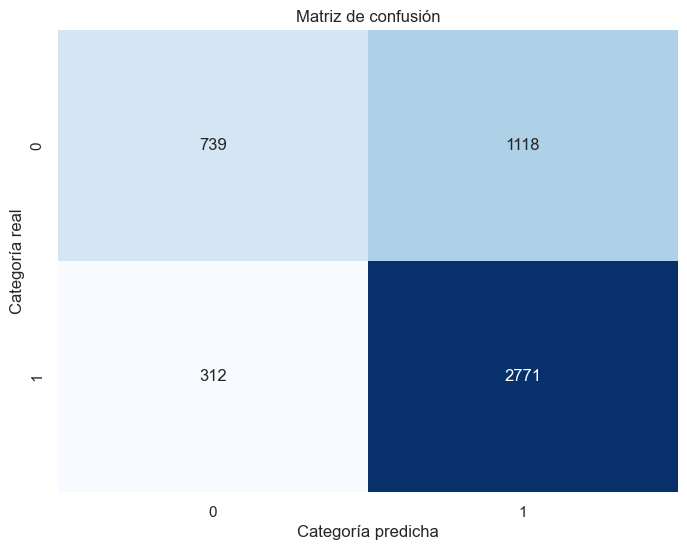 Matriz de confusión
Categoría real
0
739
1118
1
312
2771
0
1
Categoría predicha